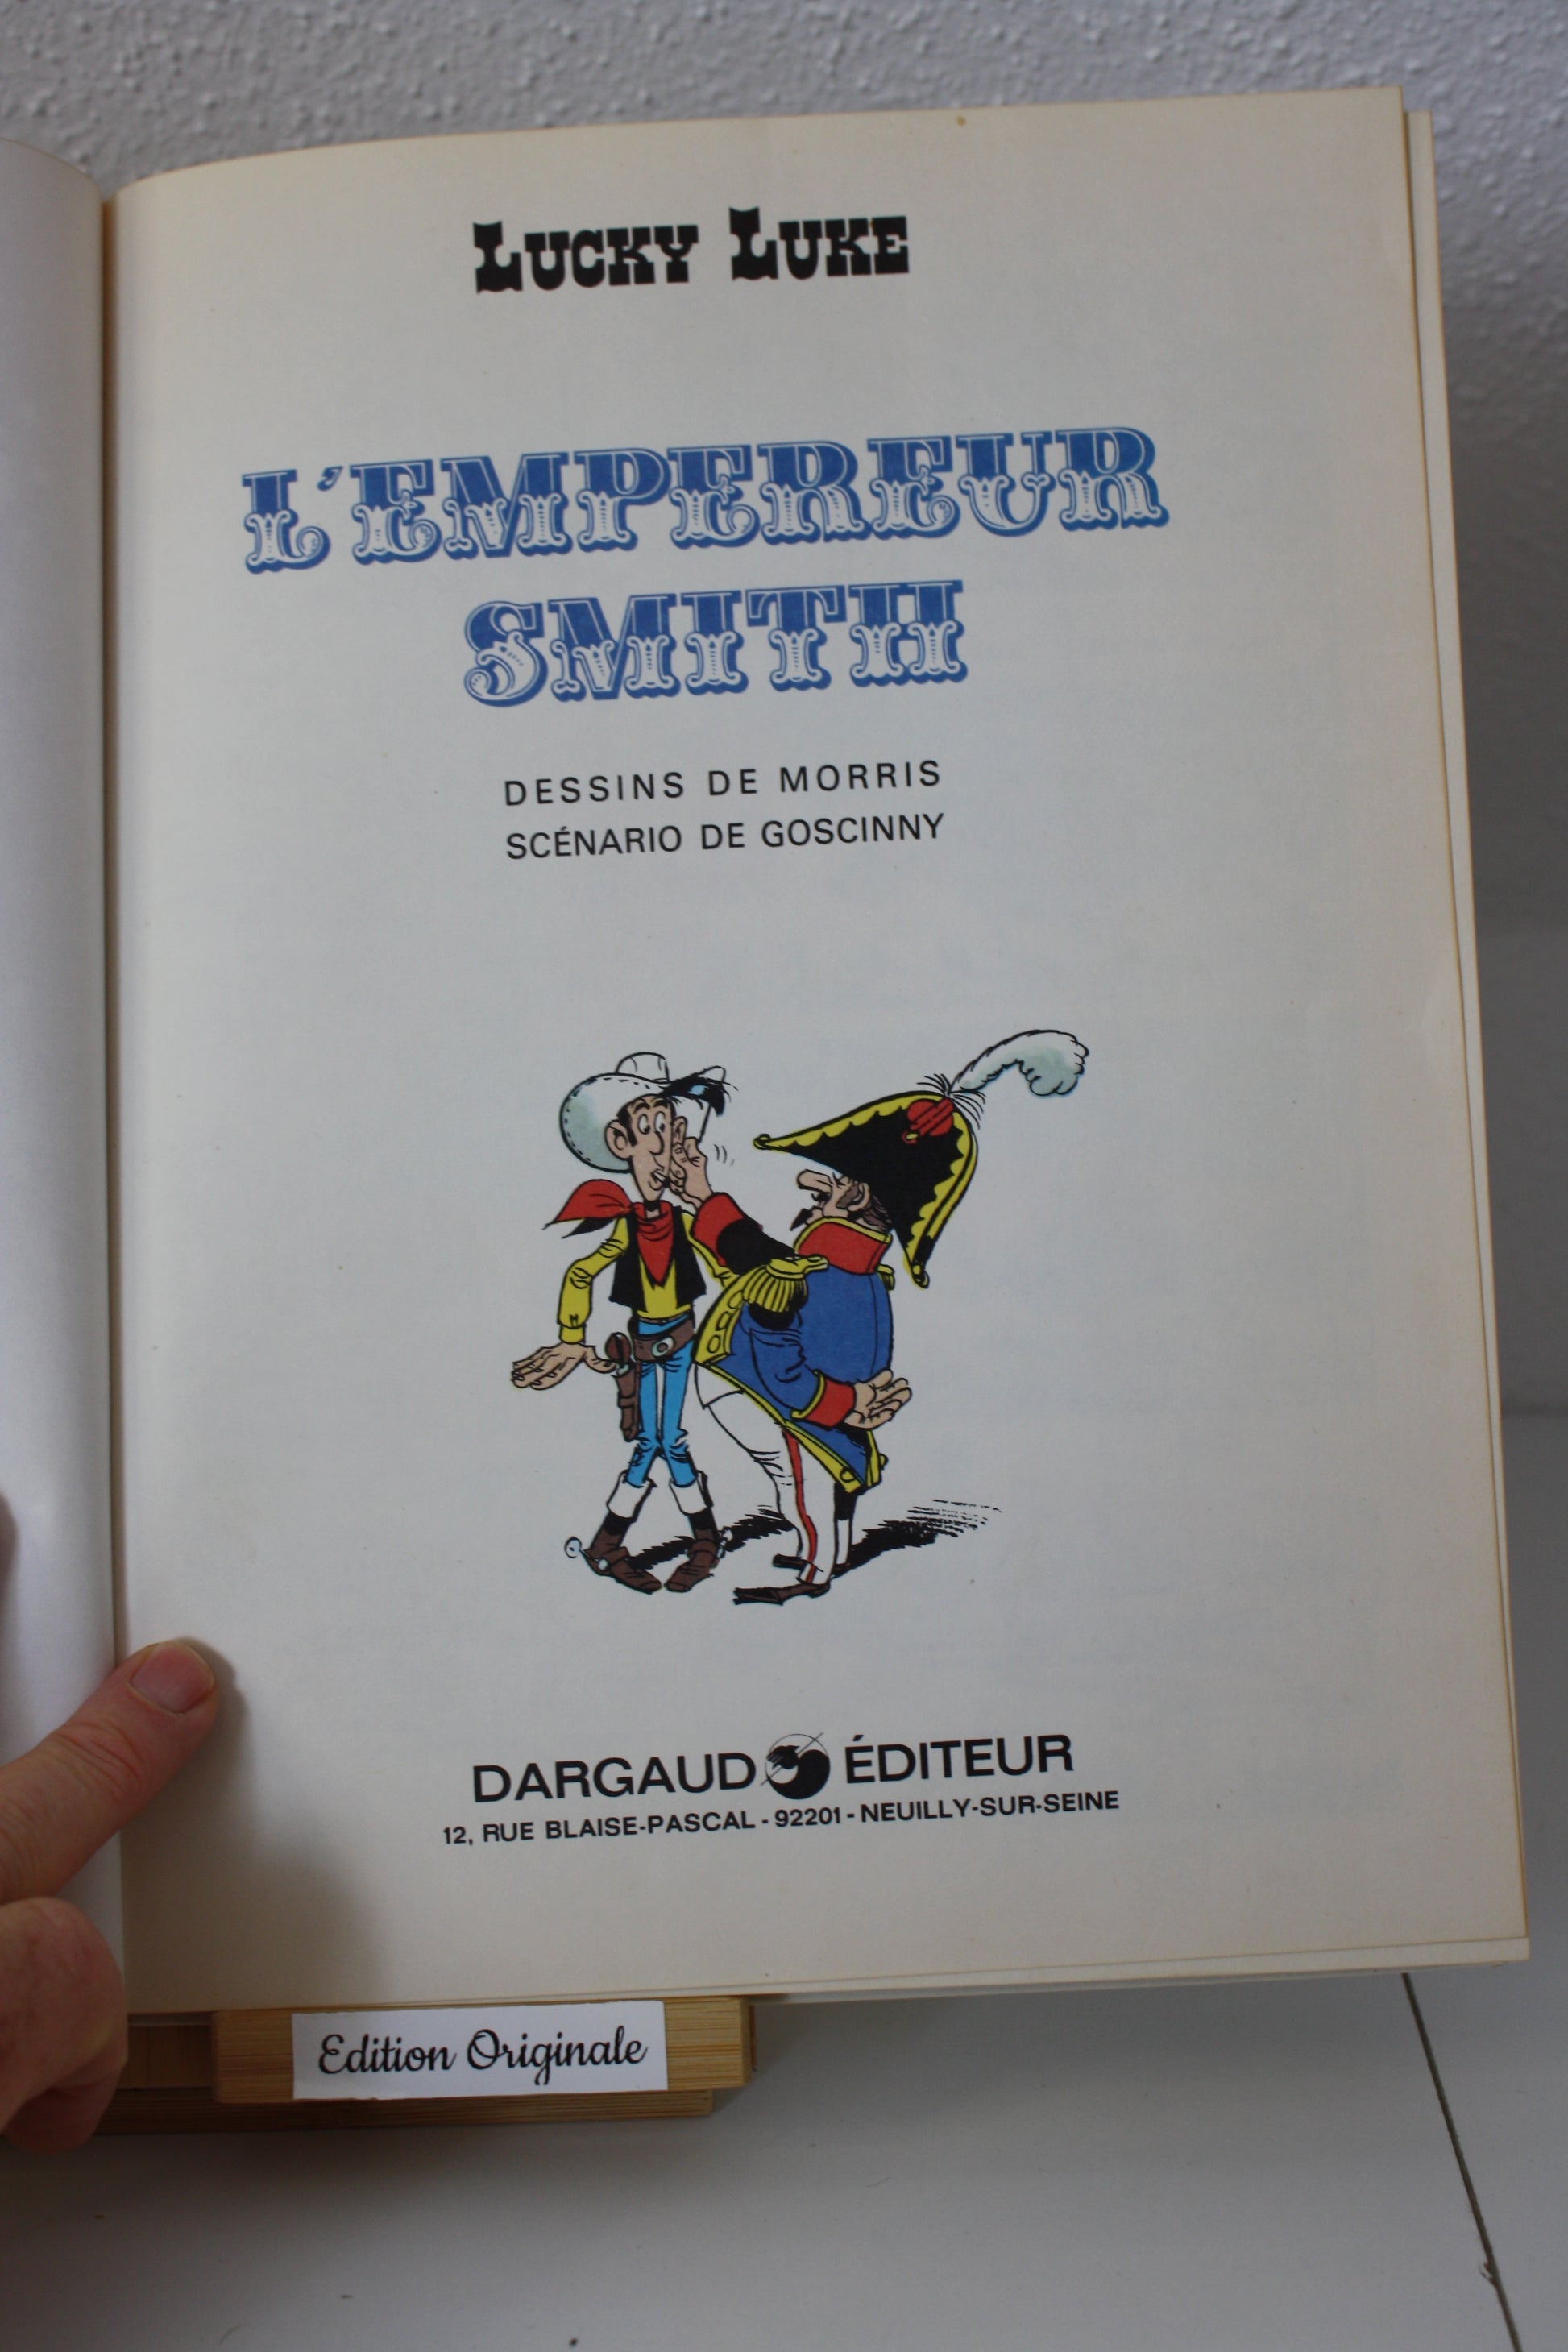 LUCKY LUKE
L'EMPEREUR
SMITH
DESSINS DE MORRIS
SCÉNARIO DE GOSCINNY
DARGAUD ÉDITEUR
12, RUE BLAISE-PASCAL - 92201 - NEUILLY-SUR-SEINE
Edition Originale